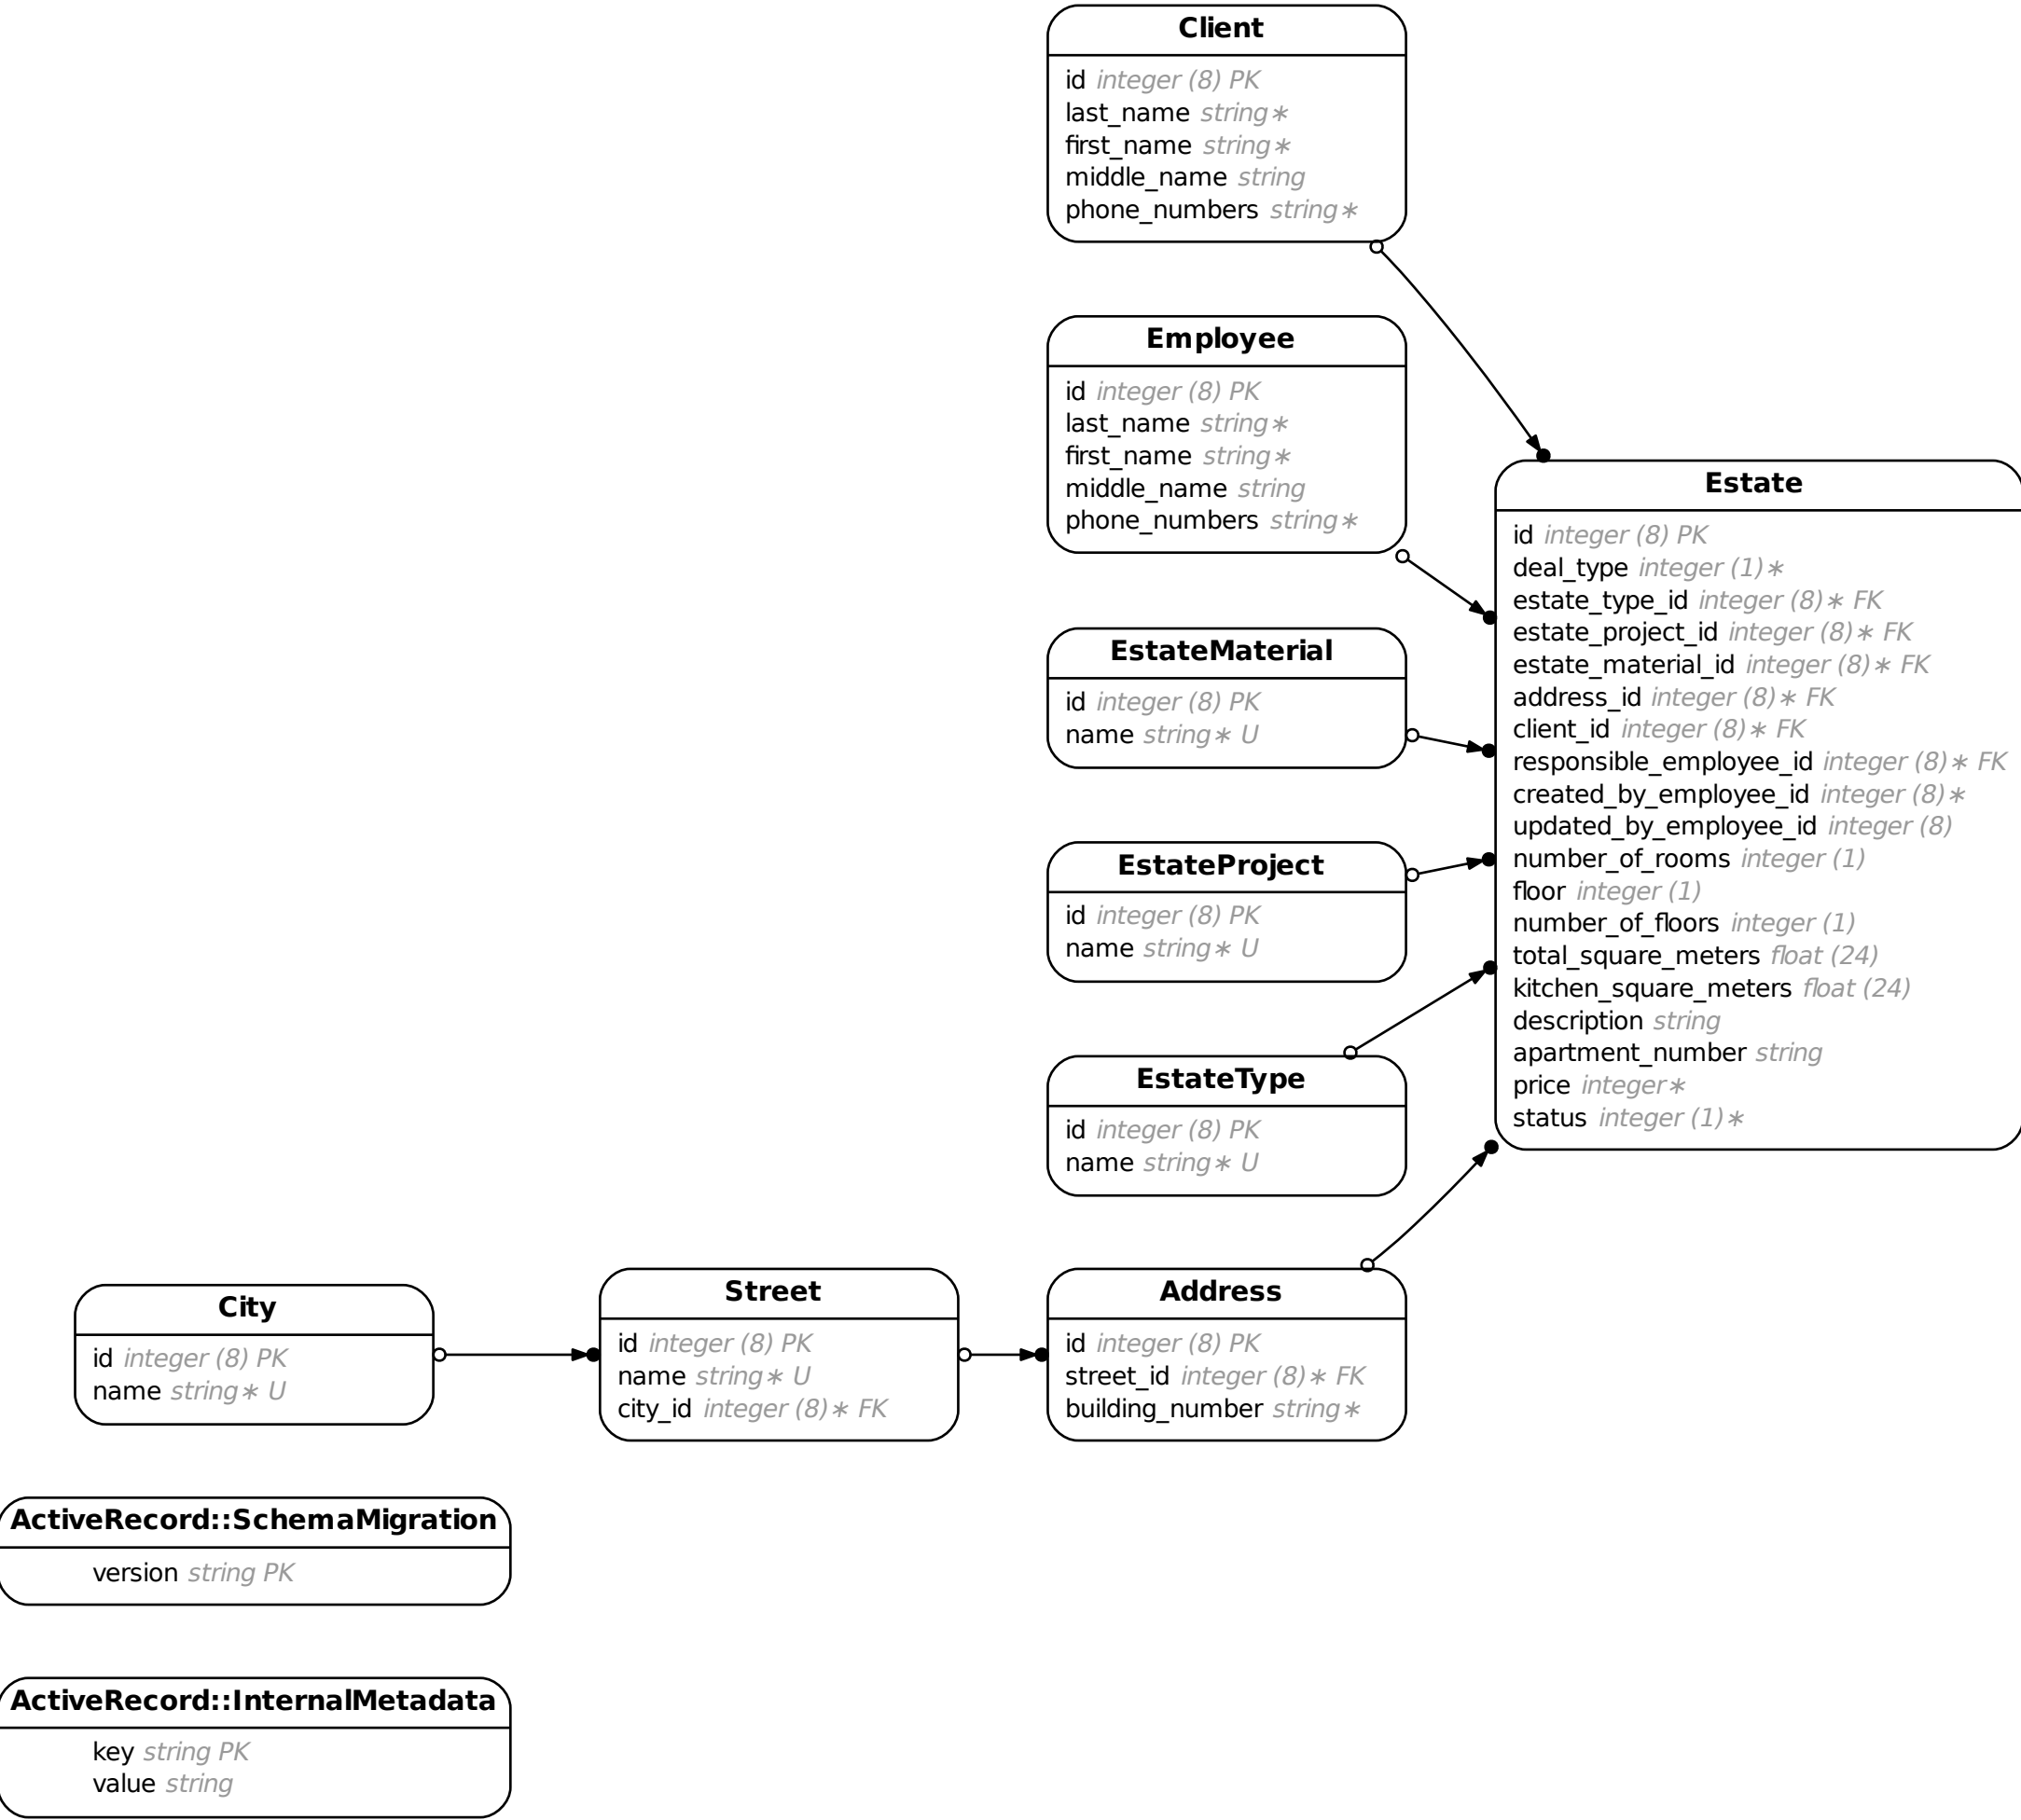 Client
id integer (8) PK
last_name string∗
first_name string∗
middle_name string
phone_numbers string∗
Employee
id integer (8) PK
last_name string∗
first_name string∗
middle_name string
phone_numbers string∗
EstateMaterial
id integer (8) PK
name string∗ U
EstateProject
id integer (8) PK
name string∗ U
EstateType
id integer (8) PK
name string∗ U
Estate
id integer (8) PK
deal_type integer (1)∗
estate_type_id integer (8)∗ FK
estate_project_id integer (8)∗ FK
estate_material_id integer (8)∗ FK
address_id integer (8)∗ FK
client_id integer (8)∗ FK
responsible_employee_id integer (8)∗ FK
created_by_employee_id integer (8)∗
updated_by_employee_id integer (8)
number_of_rooms integer (1)
floor integer (1)
number_of_floors integer (1)
total_square_meters float (24)
kitchen_square_meters float (24)
description string
apartment_number string
price integer∗
status integer (1)∗
City
id integer (8) PK
name string∗ U
Street
id integer (8) PK
name string∗ U
city_id integer (8)∗ FK
Address
id integer (8) PK
street_id integer (8)∗ FK
building_number string∗
ActiveRecord::SchemaMigration
version string PK
ActiveRecord::InternalMetadata
key string PK
value string